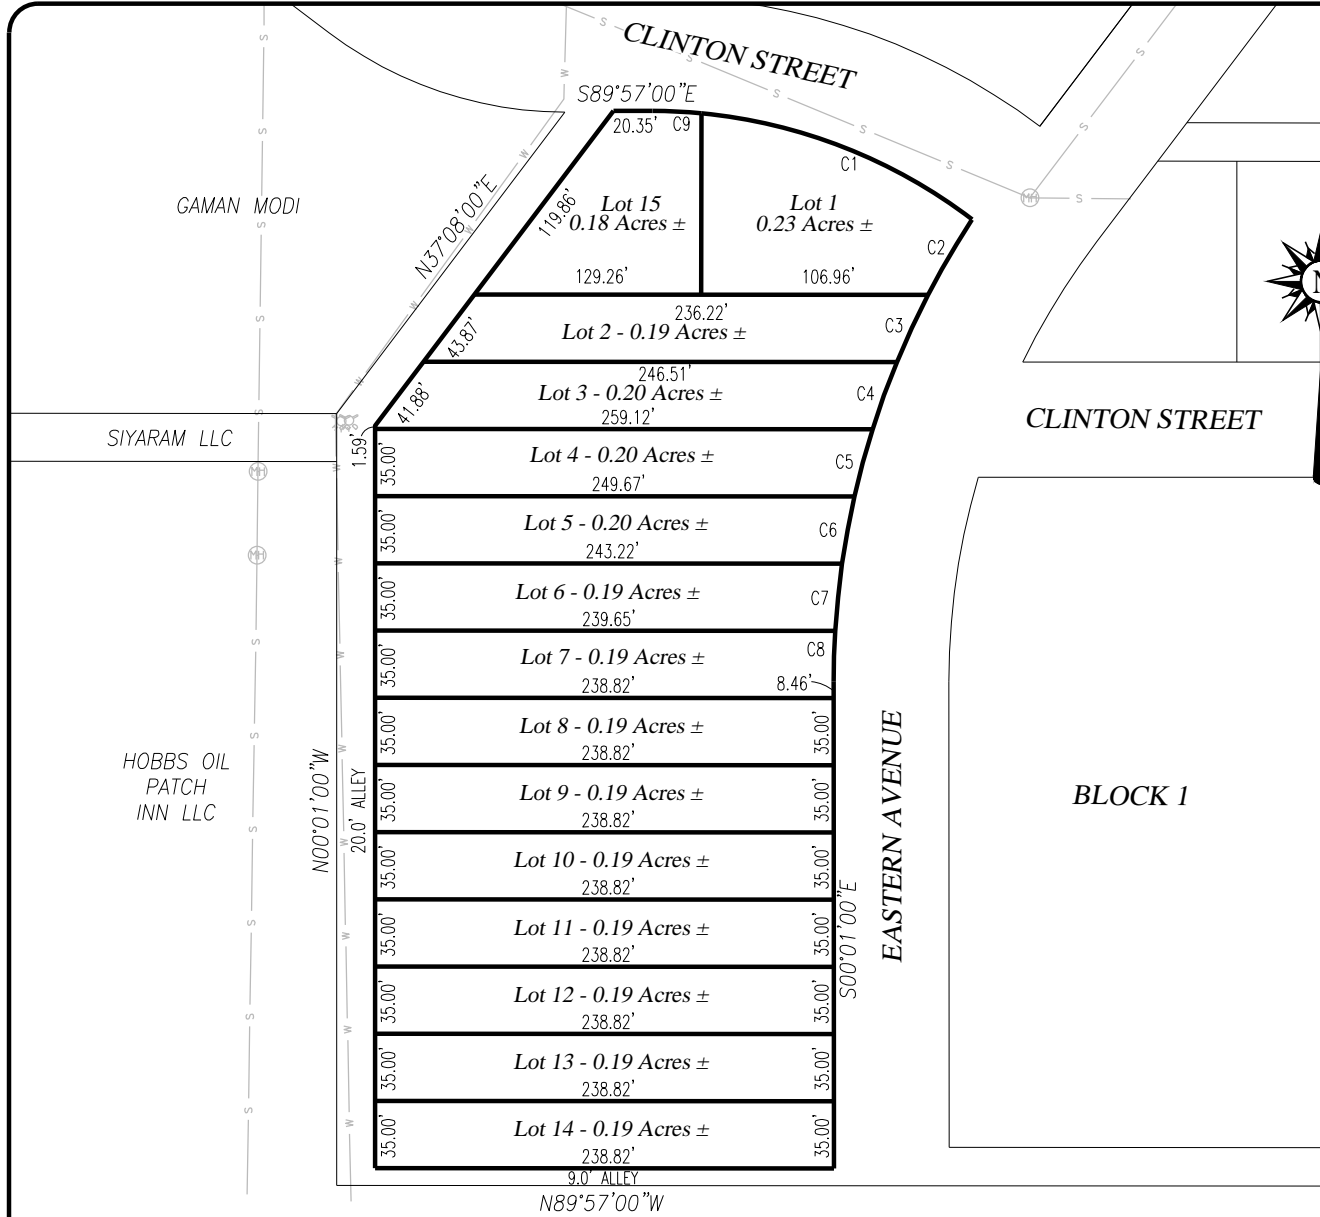 CLINTON STREET
S89°57'00"E
20.35'
C9
C1
GAMAN MODI
N37°08'00"E
119.86'
Lot 15
0.18 Acres ±
129.26'
Lot 1
0.23 Acres ±
106.96'
C2
MH
N
43.87'
236.22'
Lot 2 - 0.19 Acres ±
C3
41.88'
246.51'
Lot 3 - 0.20 Acres ±
259.12'
C4
CLINTON STREET
SIYARAM LLC
MH
1.59'
35.00'
Lot 4 - 0.20 Acres ±
249.67'
C5
MH
35.00'
Lot 5 - 0.20 Acres ±
243.22'
C6
35.00'
Lot 6 - 0.19 Acres ±
239.65'
C7
35.00'
Lot 7 - 0.19 Acres ±
238.82'
C8
8.46'
35.00'
Lot 8 - 0.19 Acres ±
238.82'
35.00'
HOBBS OIL
PATCH
INN LLC
N00°01'00"W
20.0' ALLEY
35.00'
Lot 9 - 0.19 Acres ±
238.82'
35.00'
EASTERN AVENUE
BLOCK 1
35.00'
Lot 10 - 0.19 Acres ±
238.82'
35.00'
S00°01'00"E
35.00'
Lot 11 - 0.19 Acres ±
238.82'
35.00'
35.00'
Lot 12 - 0.19 Acres ±
238.82'
35.00'
35.00'
Lot 13 - 0.19 Acres ±
238.82'
35.00'
35.00'
Lot 14 - 0.19 Acres ±
238.82'
35.00'
9.0' ALLEY
N89°57'00"W